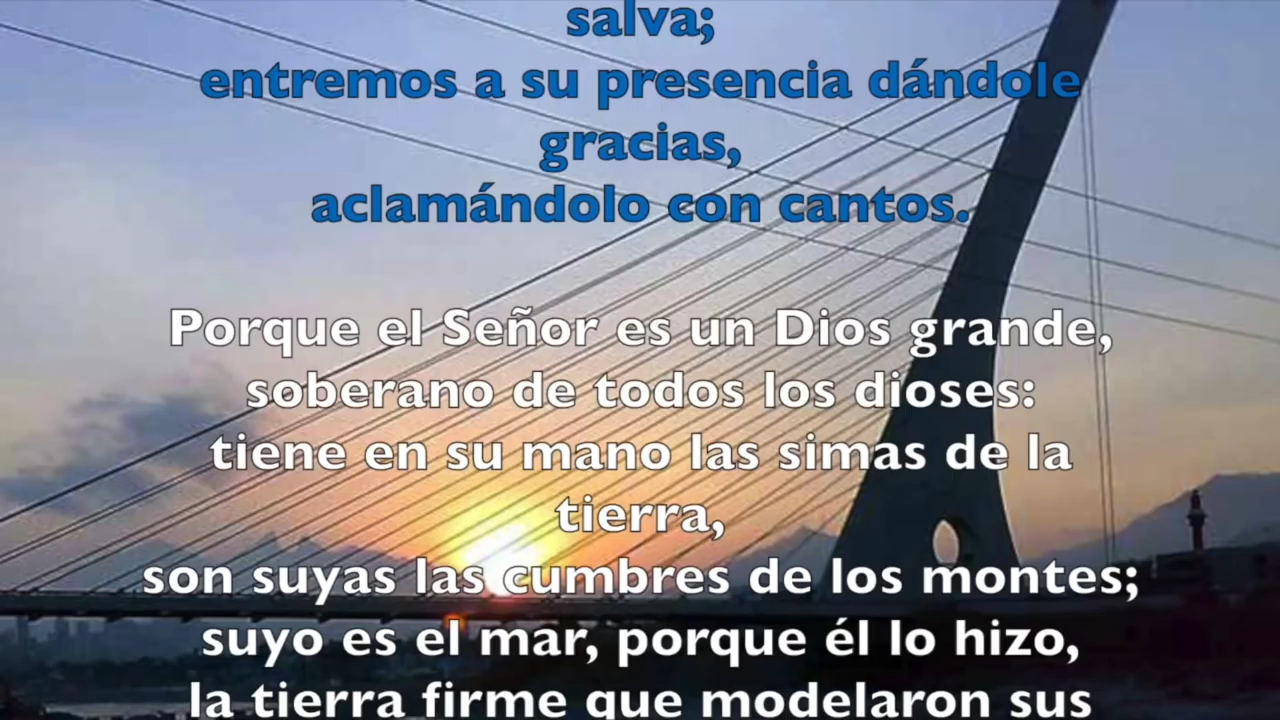 salva;
entremos a su presencia dándole
gracias,
aclamándolo con cantos.
Porque el Señor es un Dios grande,
soberano de todos los dioses:
tiene en su mano las simas de la
tierra,
son suyas las cumbres de los montes;
suyo es el mar, porque él lo hizo,
la tierra firme que modelaron sus